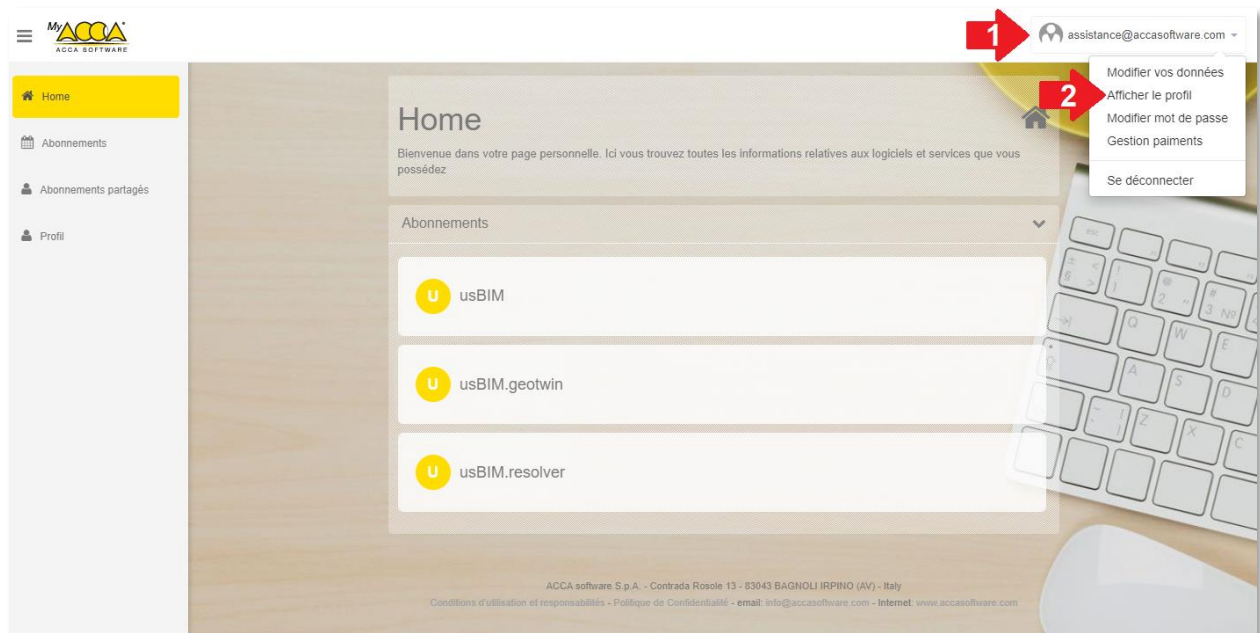 My ACCA
ACCA SOFTWARE
1
assistance@accasoftware.com
Modifier vos données
2
Afficher le profil
Modifier mot de passe
Gestion paiments
Se déconnecter
Home
Abonnements
Abonnements partagés
Profil
Home
Bienvenue dans votre page personnelle. Ici vous trouvez toutes les informations relatives aux logiciels et services que vous
possédez
Abonnements
U usBIM
U usBIM.geotwin
U usBIM.resolver
ACCA software S.p.A. - Contrada Rosole 13 - 83043 BAGNOLI IRPINO (AV) - Italy
Conditions d'utilisation et responsabilités - Politique de Confidentialité - email: info@accasoftware.com - Internet: www.accasoftware.com